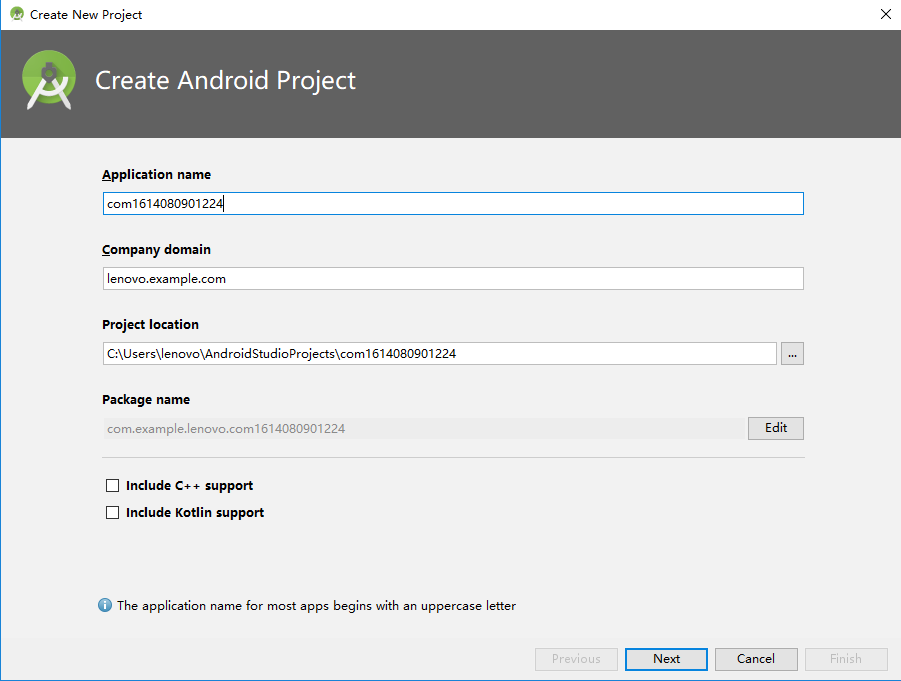 Create New Project
Create Android Project
Application name
com1614080901224
Company domain
lenovo.example.com
Project location
C:\Users\lenovo\AndroidStudioProjects\com1614080901224
...
Package name
com.example.lenovo.com1614080901224
Edit
Include C++ support
Include Kotlin support
The application name for most apps begins with an uppercase letter
Previous Next Cancel Finish